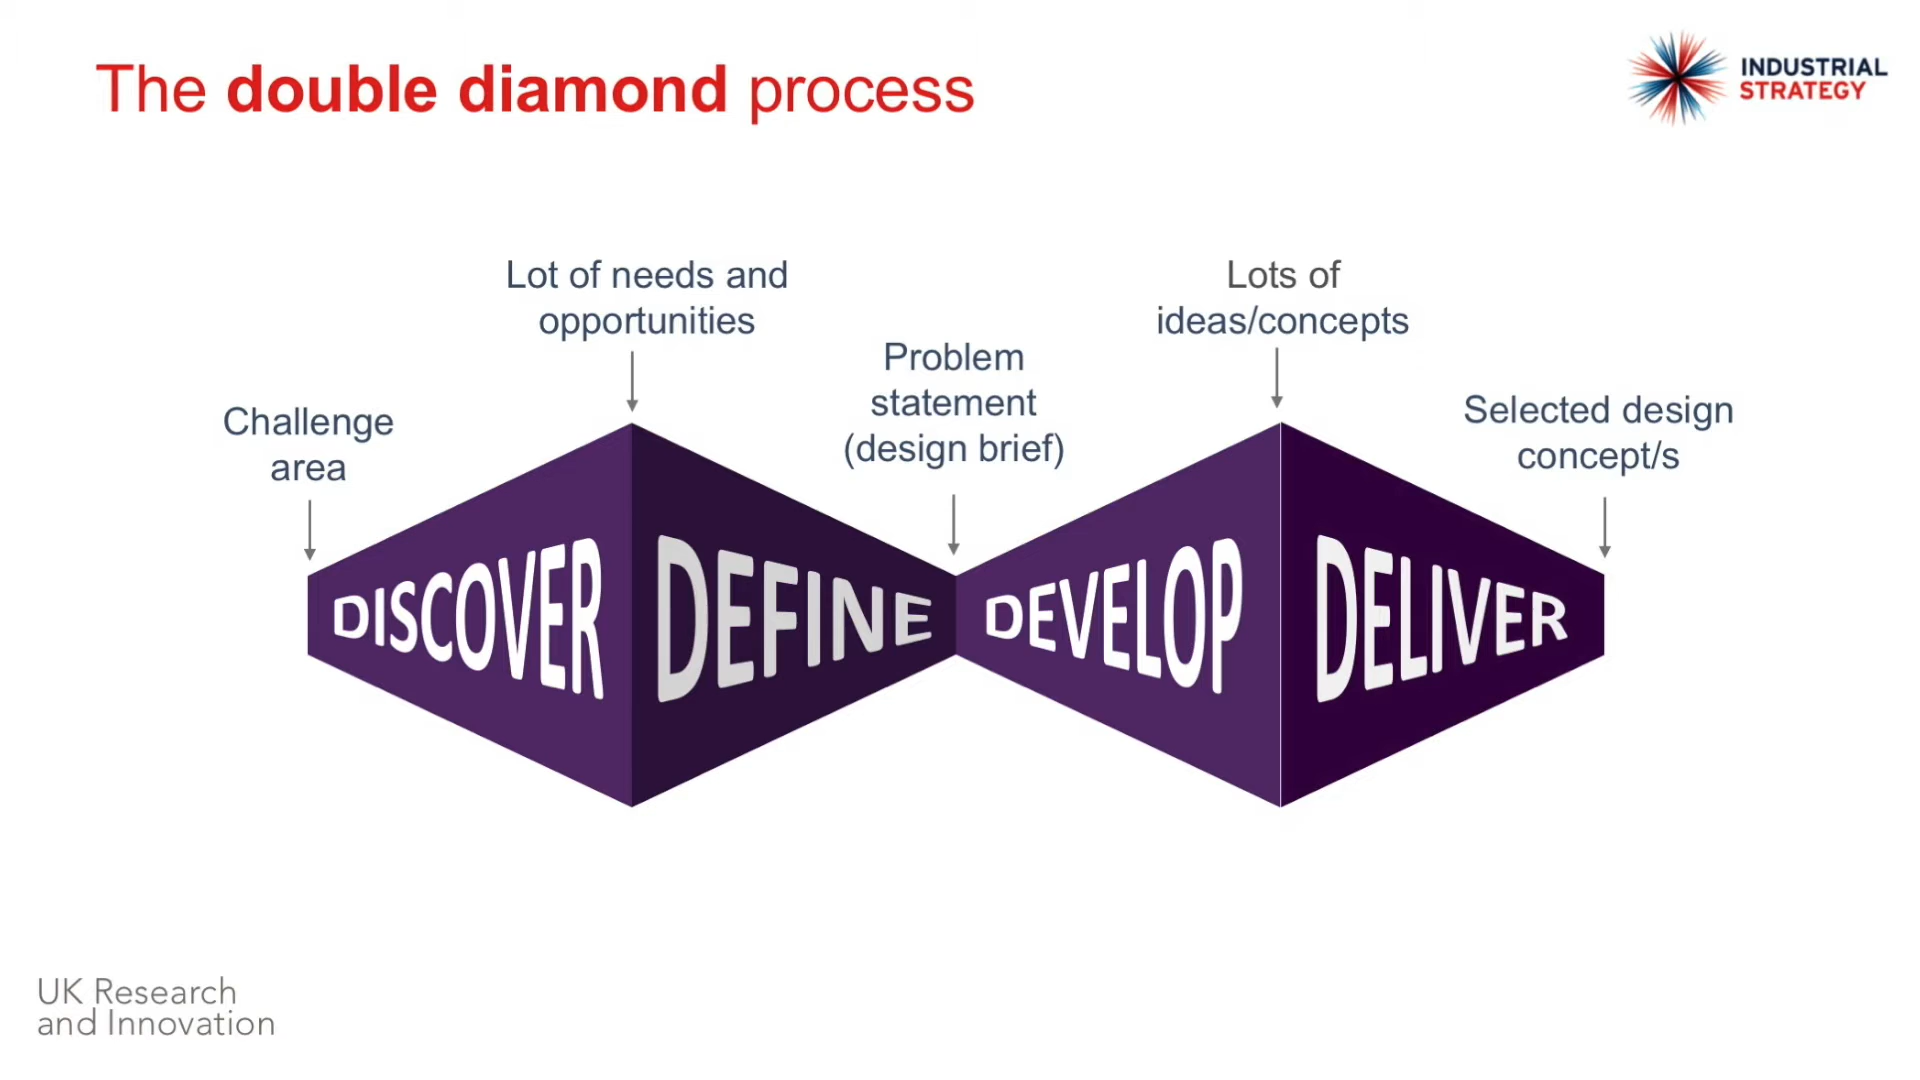 The double diamond process
INDUSTRIAL
STRATEGY
Lot of needs and
opportunities
Lots of
ideas/concepts
Problem
statement
(design brief)
Challenge
area
Selected design
concept/s
DISCOVER
DEFINE
DEVELOP
DELIVER
UK Research
and Innovation